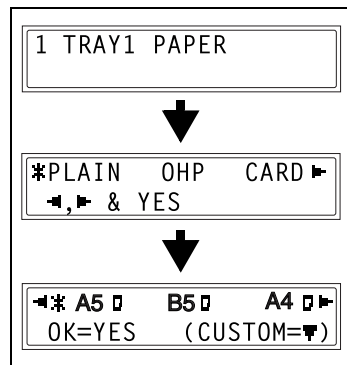 1 TRAY1 PAPER
*PLAIN OHP CARD ►
◄,► & YES
◄* A5 B5 A4 ►
OK=YES (CUSTOM=▼)